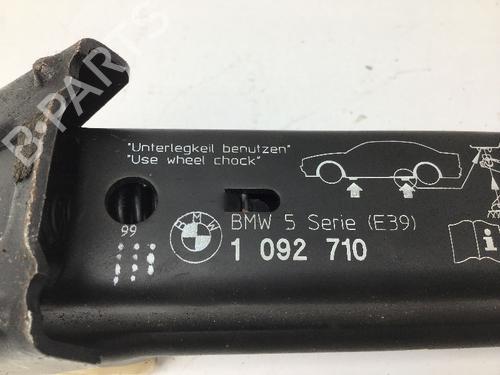 B-PARTS
"Unterlegkeil benutzen"
"Use wheel chock"
99
BMW
BMW 5 Serie (E39)
1 092 710
i